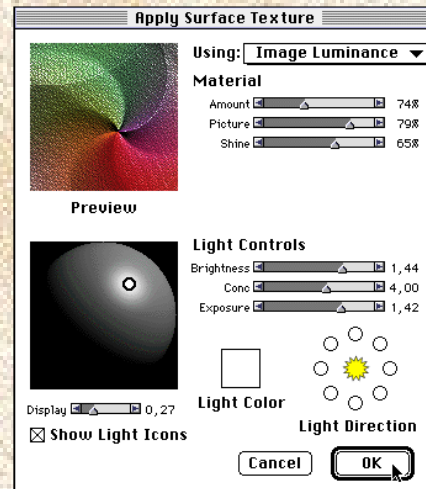 Apply Surface Texture
Using: Image Luminance
Material
Amount 74%
Picture 79%
Shine 65%
Preview
Light Controls
Brightness 1,44
Conc 4,00
Exposure 1,42
Display 0,27
Light Color
Light Direction
Show Light Icons
Cancel OK